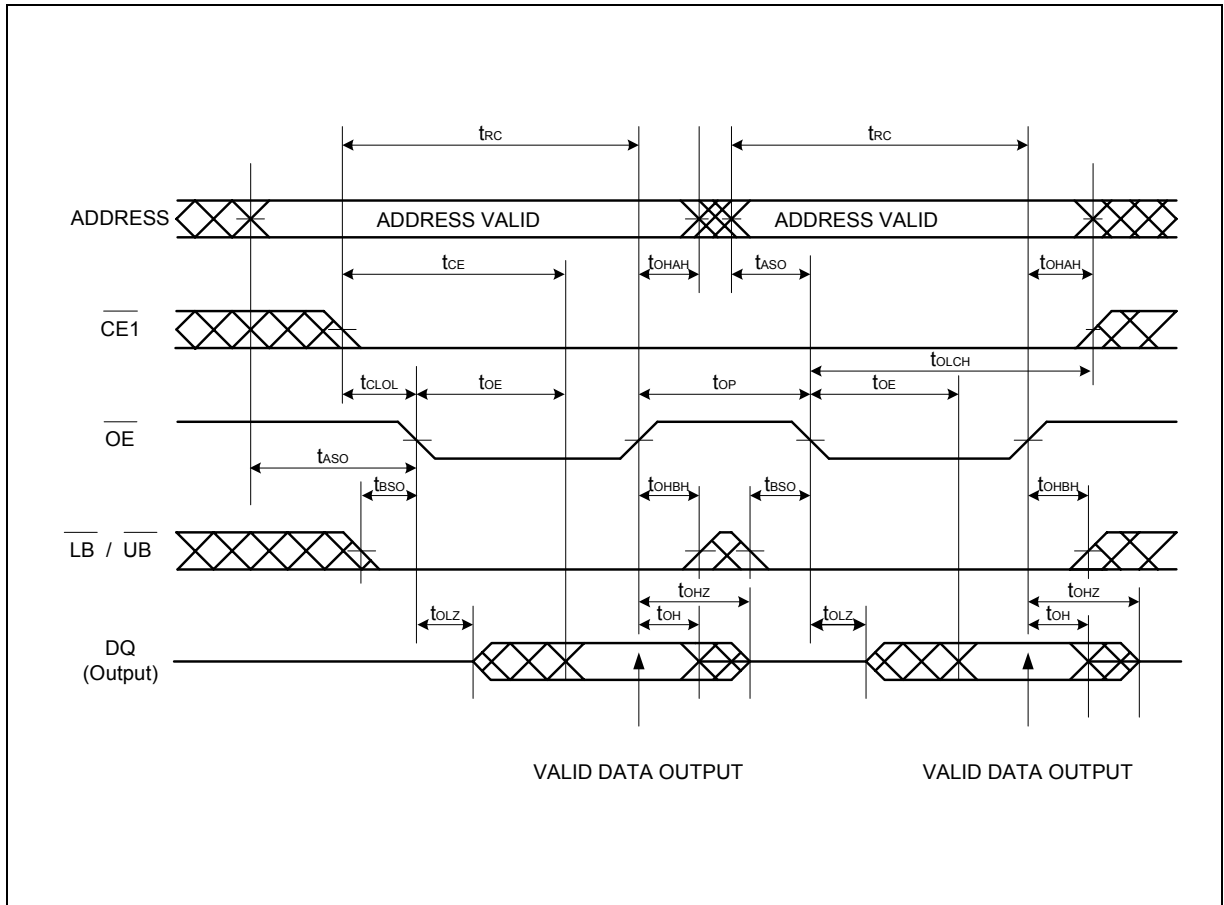 tRC tRC
ADDRESS ADDRESS VALID ADDRESS VALID
tCE tOHAH tASO tOHAH
CE1
tOLCH
tCLOL tOE tOP tOE
OE
tASO
tBSO tOHBH tBSO tOHBH
LB / UB
tOHZ tOHZ
tOLZ tOH tOLZ tOH
DQ
(Output)
VALID DATA OUTPUT VALID DATA OUTPUT